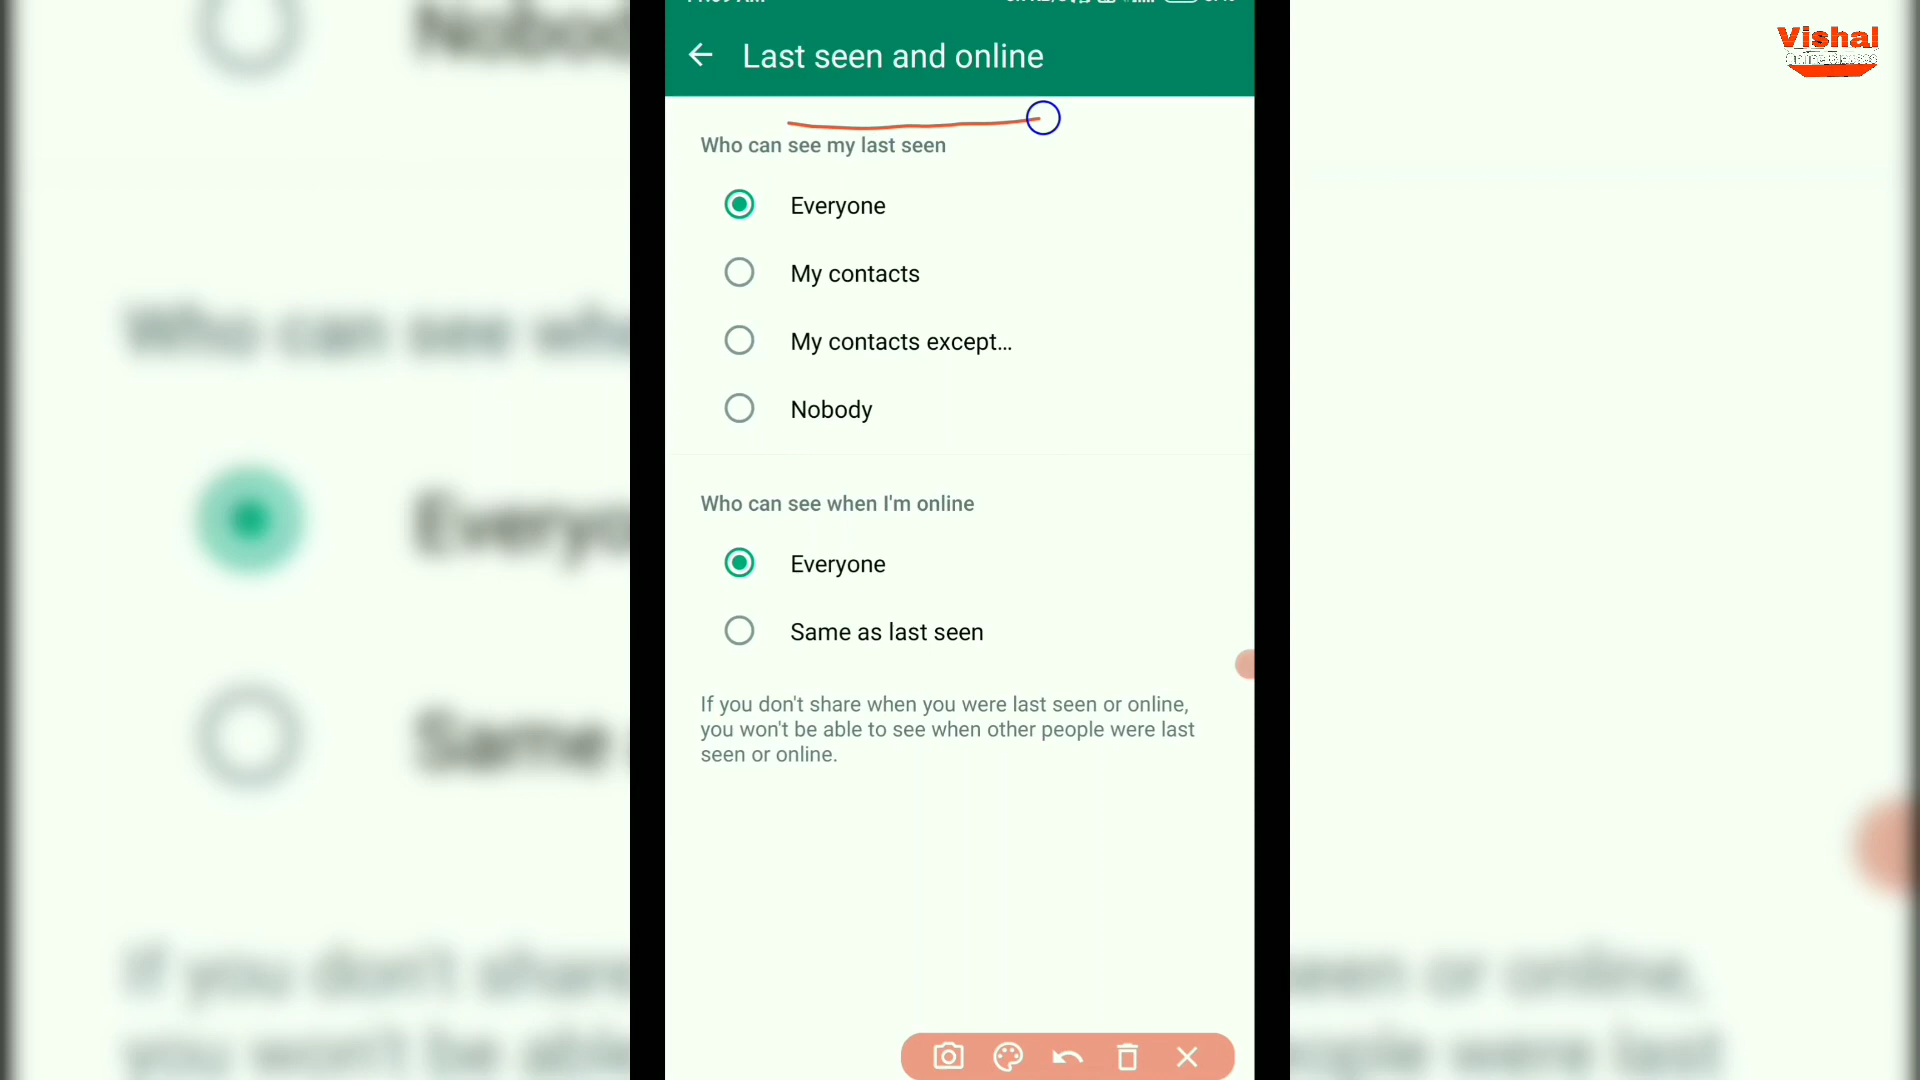 Vishal
Last seen and online
Who can see my last seen
Everyone
My contacts
My contacts except...
Nobody
Who can see when I'm online
Everyone
Same as last seen
If you don't share when you were last seen or online,
you won't be able to see when other people were last
seen or online.